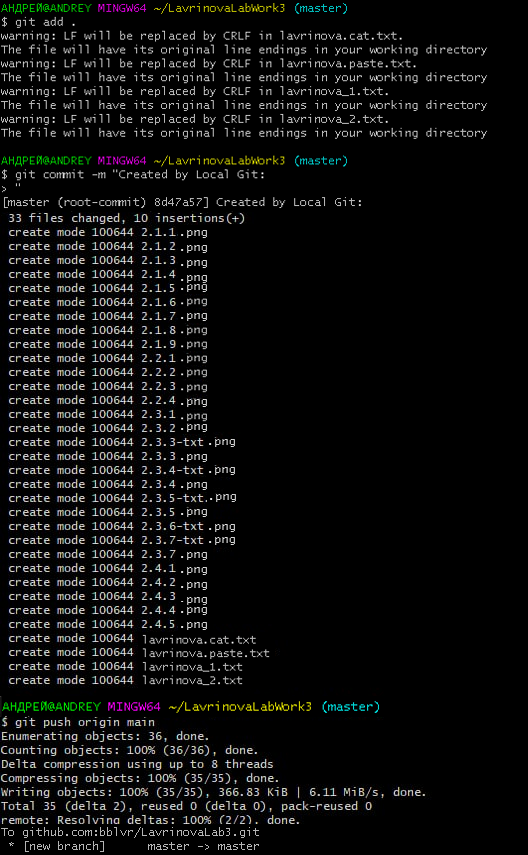 АНДРЕЙ@ANDREY MINGW64 ~/LavrinovaLabWork3 (master)
$ git add .
warning: LF will be replaced by CRLF in lavrinova.cat.txt.
The file will have its original line endings in your working directory
warning: LF will be replaced by CRLF in lavrinova.paste.txt.
The file will have its original line endings in your working directory
warning: LF will be replaced by CRLF in lavrinova_1.txt.
The file will have its original line endings in your working directory
warning: LF will be replaced by CRLF in lavrinova_2.txt.
The file will have its original line endings in your working directory
АНДРЕЙ@ANDREY MINGW64 ~/LavrinovaLabWork3 (master)
$ git commit -m "Created by Local Git:
> "
[master (root-commit) 8d47a57] Created by Local Git:
33 files changed, 10 insertions(+)
create mode 100644 2.1.1.png
create mode 100644 2.1.2.png
create mode 100644 2.1.3.png
create mode 100644 2.1.4.png
create mode 100644 2.1.5.png
create mode 100644 2.1.6.png
create mode 100644 2.1.7.png
create mode 100644 2.1.8.png
create mode 100644 2.1.9.png
create mode 100644 2.2.1.png
create mode 100644 2.2.2.png
create mode 100644 2.2.3.png
create mode 100644 2.2.4.png
create mode 100644 2.3.1.png
create mode 100644 2.3.2.png
create mode 100644 2.3.3-txt.png
create mode 100644 2.3.3.png
create mode 100644 2.3.4-txt.png
create mode 100644 2.3.4.png
create mode 100644 2.3.5-txt..png
create mode 100644 2.3.5.png
create mode 100644 2.3.6-txt.png
create mode 100644 2.3.7-txt.png
create mode 100644 2.3.7.png
create mode 100644 2.4.1.png
create mode 100644 2.4.2.png
create mode 100644 2.4.3.png
create mode 100644 2.4.4.png
create mode 100644 2.4.5.png
create mode 100644 lavrinova.cat.txt
create mode 100644 lavrinova.paste.txt
create mode 100644 lavrinova_1.txt
create mode 100644 lavrinova_2.txt
АНДРЕЙ@ANDREY MINGW64 ~/LavrinovaLabWork3 (master)
$ git push origin main
Enumerating objects: 36, done.
Counting objects: 100% (36/36), done.
Delta compression using up to 8 threads
Compressing objects: 100% (35/35), done.
Writing objects: 100% (35/35), 366.83 KiB | 6.11 MiB/s, done.
Total 35 (delta 2), reused 0 (delta 0), pack-reused 0
remote: Resolving deltas: 100% (2/2), done.
To github.com:bblvr/LavrinovaLab3.git
* [new branch] master -> master